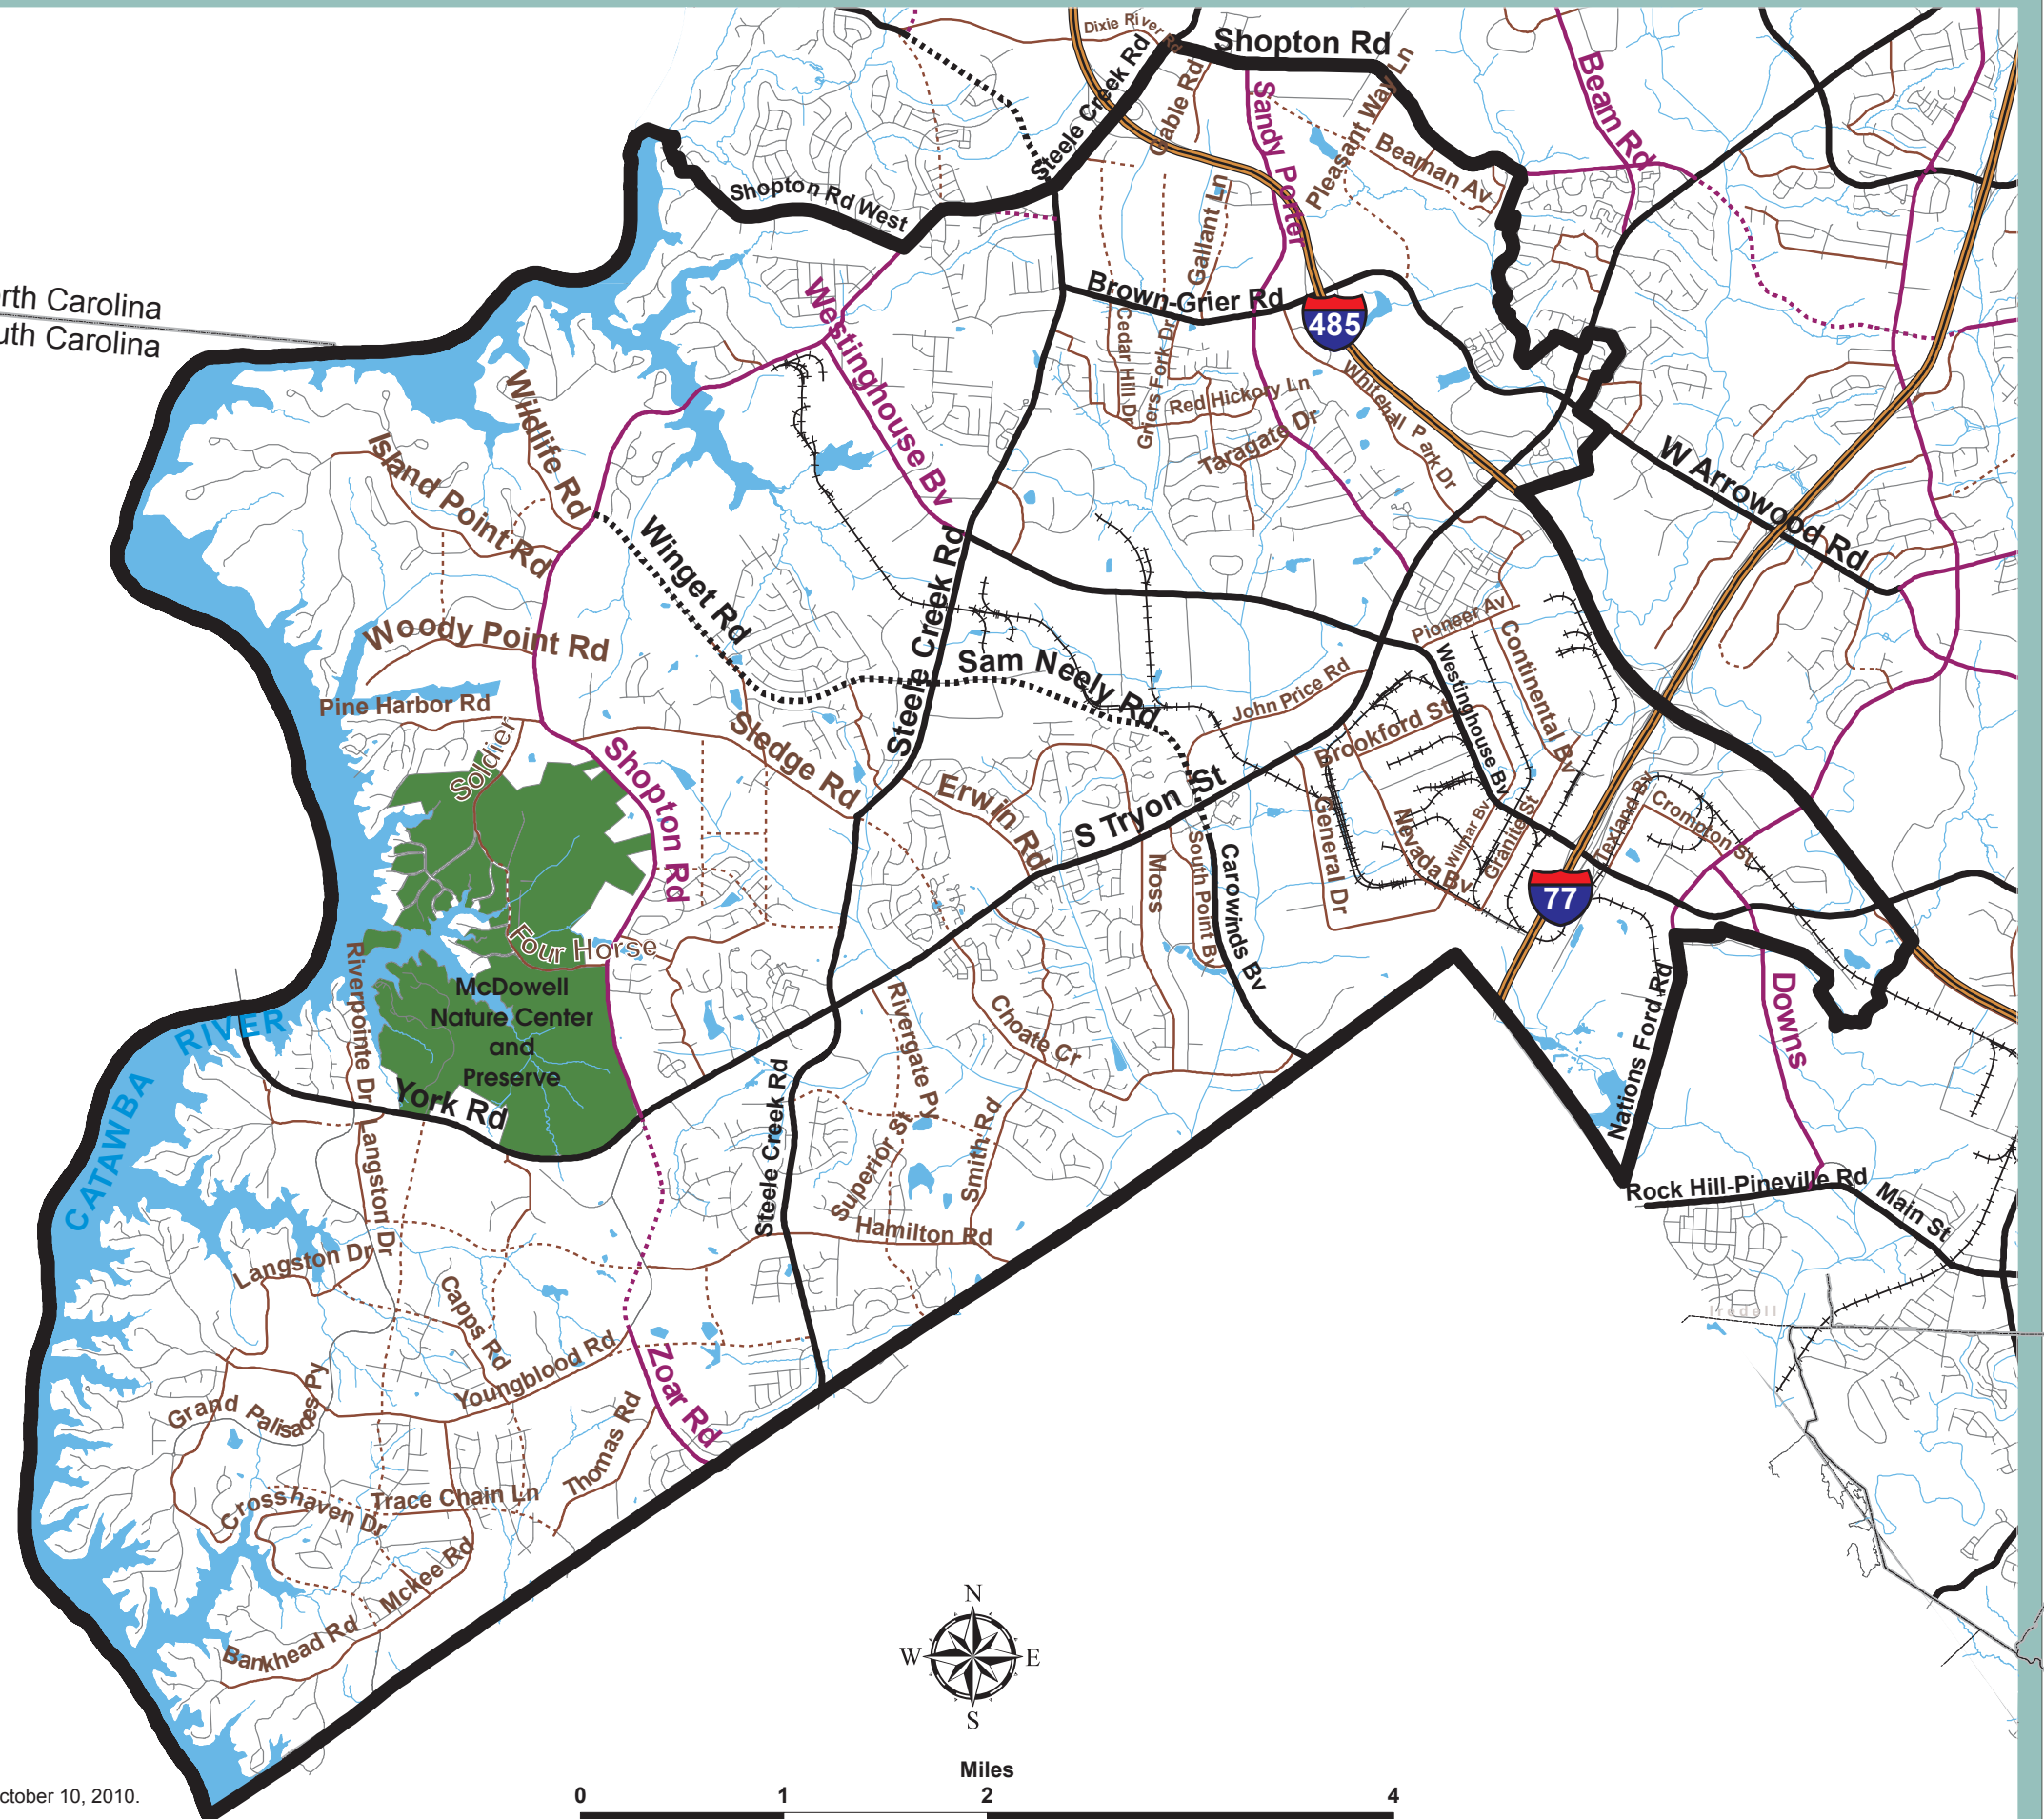 Dixie River Rd
Shopton Rd
Steele Creek Rd
Gable Rd
Sandy Porter
Pleasant Way Ln
Beam Rd
Beaman Av
Shopton Rd West
Gallant Ln
rth Carolina
uth Carolina
Westinghouse Bv
Brown-Grier Rd
485
Cedar Hill Dr
Griers Fork Dr
Red Hickory Ln
Taragate Dr
Whitehall Park Dr
Wildlife Rd
Island Point Rd
W Arrowood Rd
Winget Rd
Woody Point Rd
Steele Creek Rd
Sam Neely Rd.
Pioneer Av
Continental Bv
Westinghouse Bv
John Price Rd
Pine Harbor Rd
Soldier
Shopton Rd
Sledge Rd
Erwin Rd
S Tryon St
Brookford St
General Dr
Nevada Bv
Wilmar Bv
Granite St
Texland Bv
Crompton St
77
Moss
South Point Bv
Carowinds Bv
Four Horse
McDowell
Nature Center
and
Preserve
Riverpointe Dr
RIVER
CATAWBA
York Rd
Rivergate Py
Choate Cr
Nations Ford Rd
Downs
Steele Creek Rd
Superior St
Smith Rd
Hamilton Rd
Rock Hill-Pineville Rd
Main St
Langston Dr
Langston Dr
Capps Rd
Youngblood Rd
Zoar Rd
Iredell
Grand Palisades Py
Thomas Rd
Crosshaven Dr
Trace Chain Ln
Mckee Rd
Bankhead Rd
N
W
E
S
Miles
0
1
2
4
ctober 10, 2010.